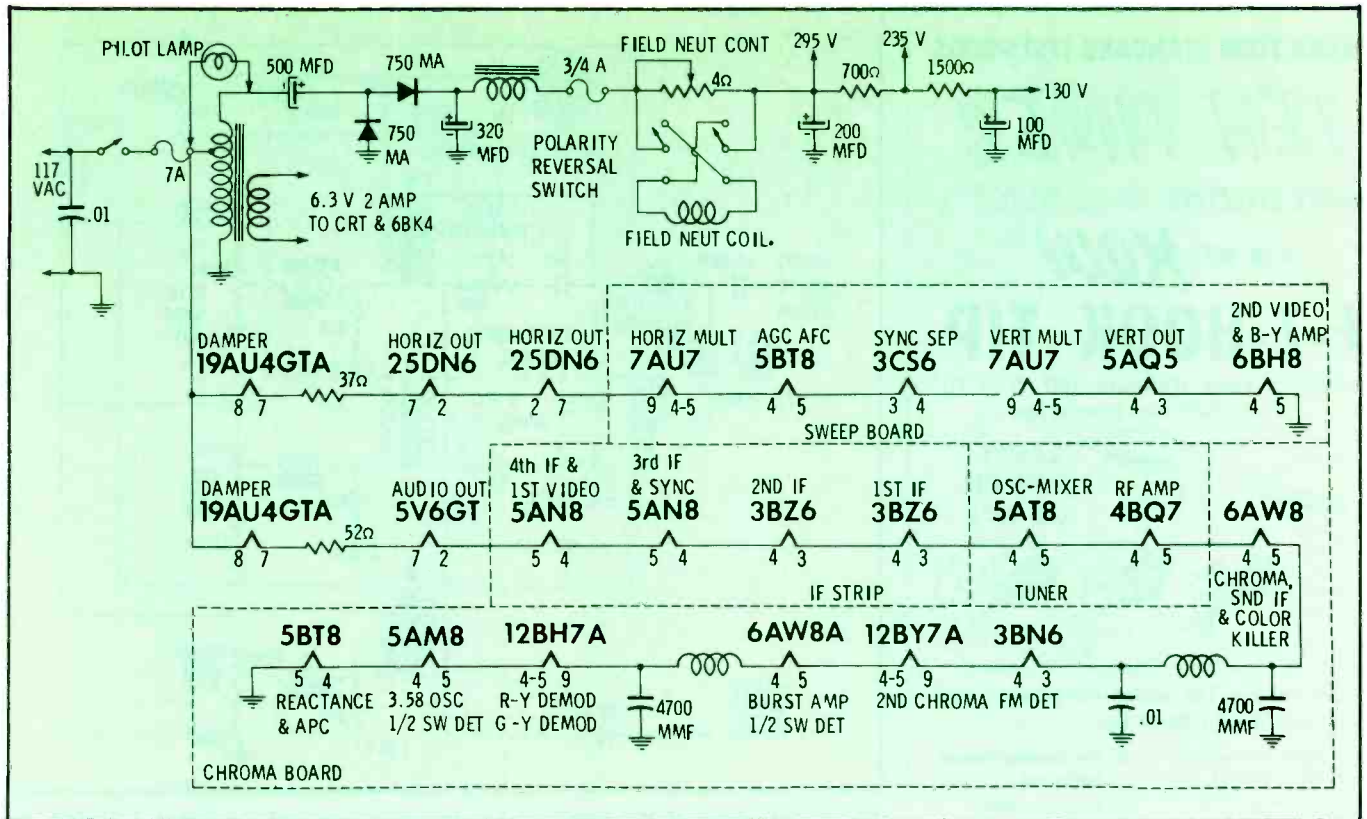 PILOT LAMP
500 MFD
750 MA
3/4 A
FIELD NEUT CONT
4Ω
295 V
700Ω
235 V
1500Ω
130 V
117 VAC
.01
7A
6.3 V 2 AMP
TO CRT & 6BK4
750 MA
320 MFD
POLARITY
REVERSAL
SWITCH
FIELD NEUT COIL.
200 MFD
100 MFD
DAMPER
19AU4GTA
8 7
37Ω
HORIZ OUT
25DN6
7 2
HORIZ OUT
25DN6
2 7
HORIZ MULT
7AU7
9 4-5
AGC AFC
5BT8
4 5
SYNC SEP
3CS6
3 4
VERT MULT
7AU7
9 4-5
VERT OUT
5AQ5
4 3
2ND VIDEO
& B-Y AMP
6BH8
4 5
SWEEP BOARD
DAMPER
19AU4GTA
8 7
52Ω
AUDIO OUT
5V6GT
7 2
4th IF &
1ST VIDEO
5AN8
5 4
3rd IF
& SYNC
5AN8
5 4
2ND IF
3BZ6
4 3
1ST IF
3BZ6
4 3
OSC-MIXER
5AT8
4 5
RF AMP
4BQ7
4 5
6AW8
4 5
IF STRIP
TUNER
CHROMA,
SND IF
& COLOR
KILLER
5BT8
5 4
REACTANCE
& APC
5AM8
4 5
3.58 OSC
1/2 SW DET
12BH7A
4-5 9
R-Y DEMOD
G-Y DEMOD
4700
MMF
6AW8A
4 5
BURST AMP
1/2 SW DET
12BY7A
4-5 9
2ND CHROMA
3BN6
4 3
FM DET
.01
4700
MMF
CHROMA BOARD